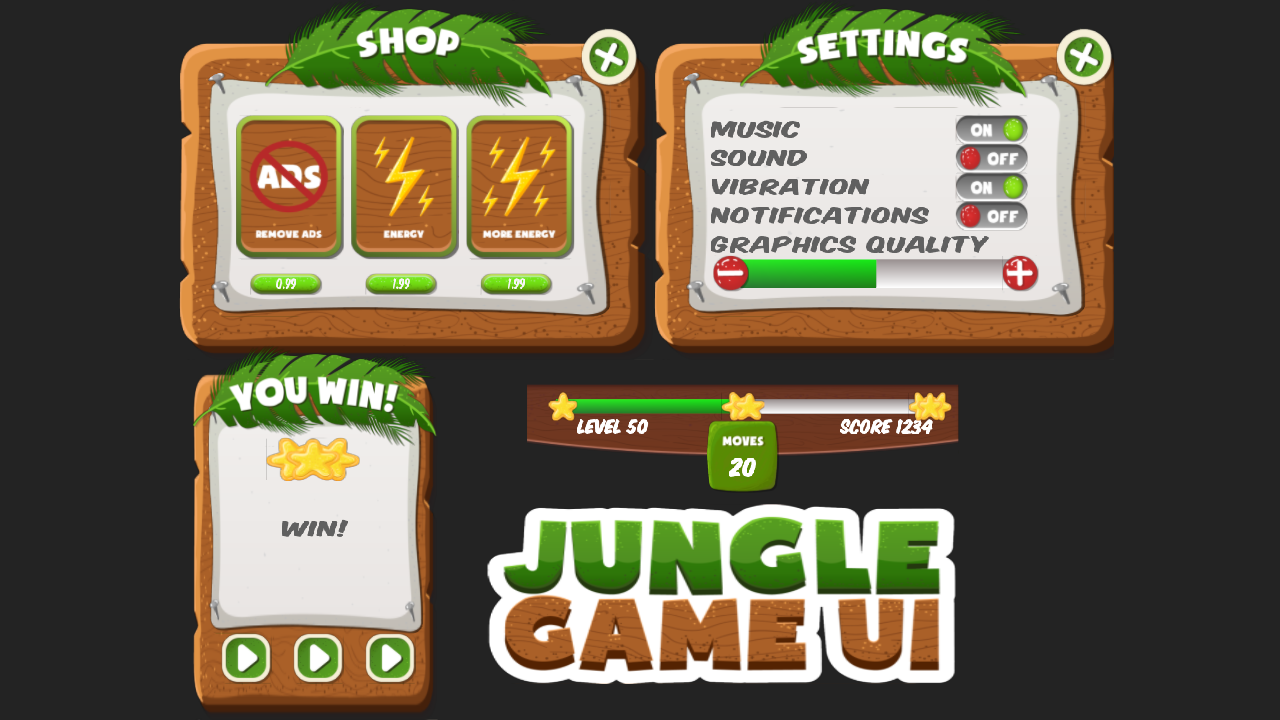 SHOP
ADS
REMOVE ADS
ENERGY
MORE ENERGY
0.99
1.99
1.99
SETTINGS
MUSIC
ON
SOUND
OFF
VIBRATION
ON
NOTIFICATIONS
OFF
GRAPHICS QUALITY
YOU WIN!
WIN!
LEVEL 50
SCORE 1234
MOVES
20
JUNGLE
GAME UI